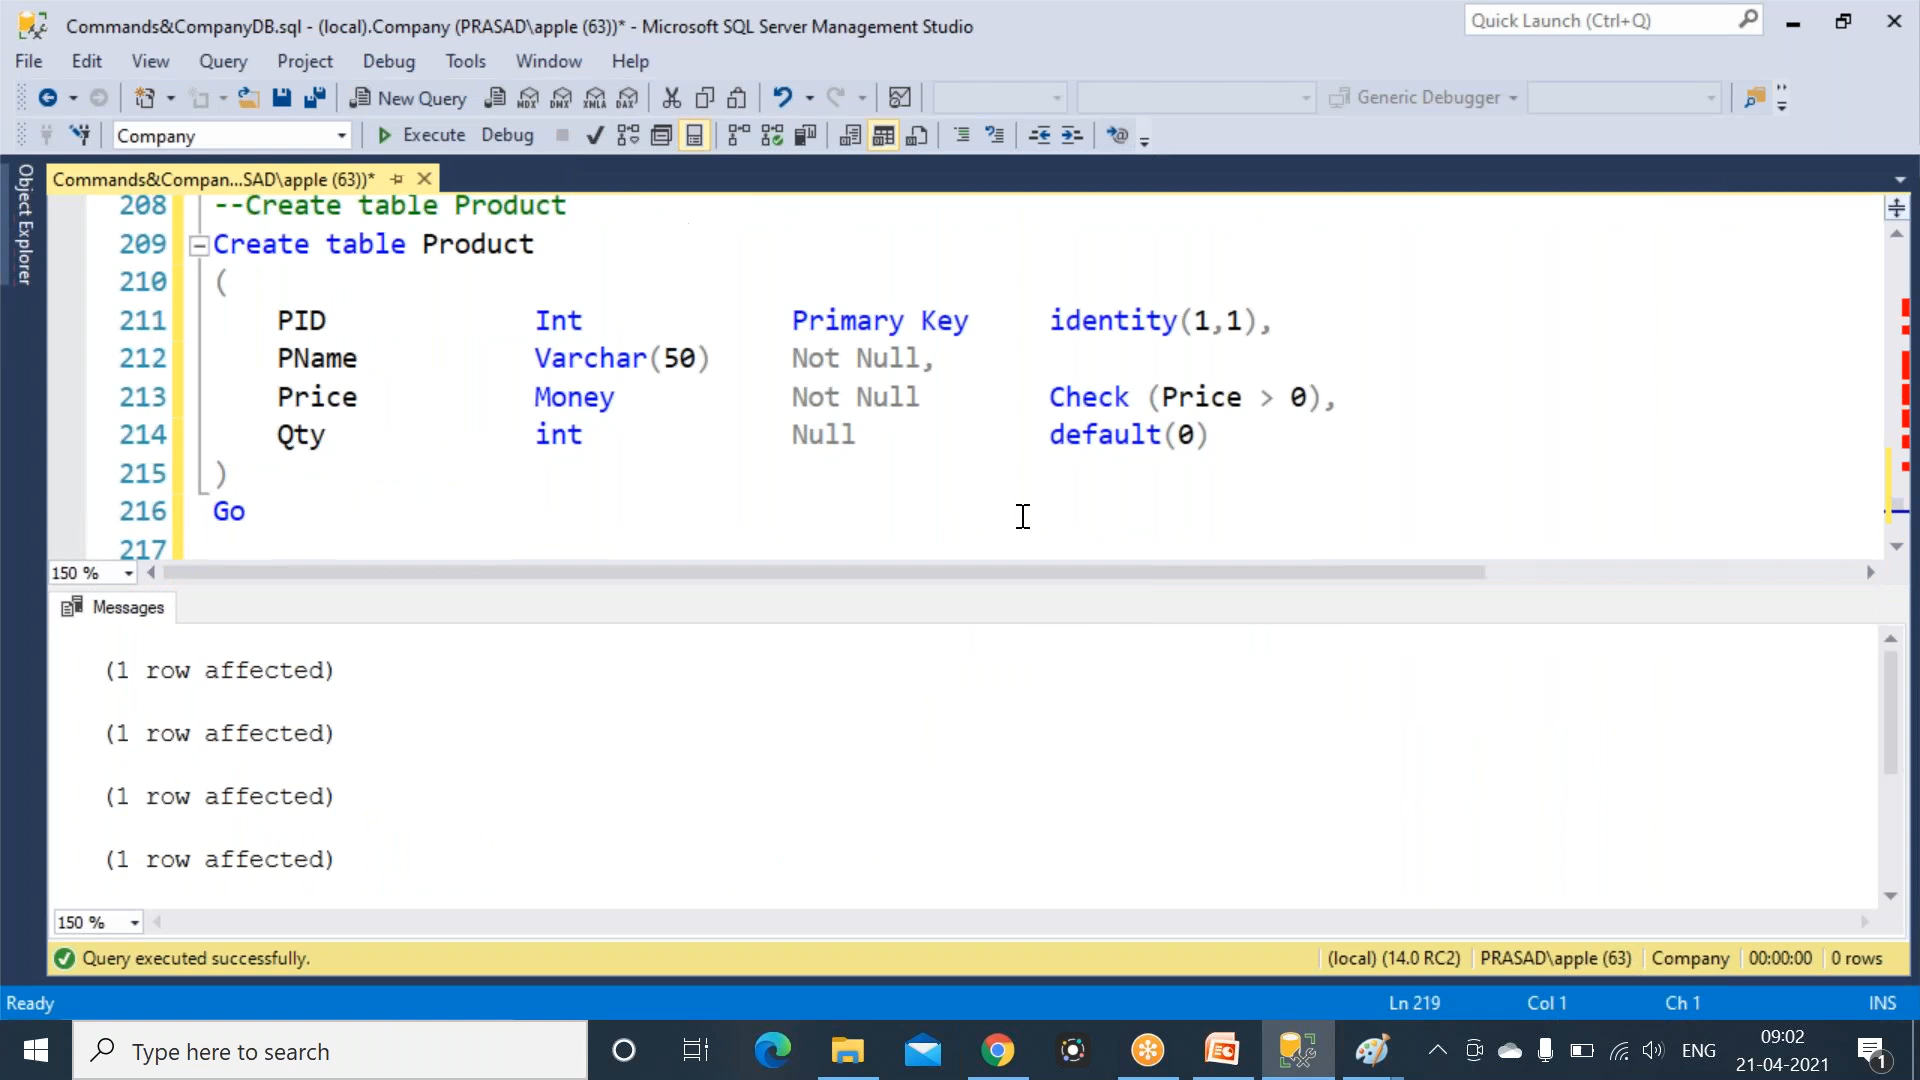 Commands&CompanyDB.sql - (local).Company (PRASAD\apple (63))* - Microsoft SQL Server Management Studio
Quick Launch (Ctrl+Q)
File Edit View Query Project Debug Tools Window Help
New Query MDX DMX XMLA DAX Generic Debugger
Company Execute Debug
Object Explorer
Commands&Compan...SAD\apple (63))*
208 --Create table Product
209 Create table Product
210 (
211 PID Int Primary Key identity(1,1),
212 PName Varchar(50) Not Null,
213 Price Money Not Null Check (Price > 0),
214 Qty int Null default(0)
215 )
216 Go
217
150 %
Messages
(1 row affected)
(1 row affected)
(1 row affected)
(1 row affected)
150 %
Query executed successfully. (local) (14.0 RC2) PRASAD\apple (63) Company 00:00:00 0 rows
Ready Ln 219 Col 1 Ch 1 INS
Type here to search ENG 09:02
21-04-2021
1